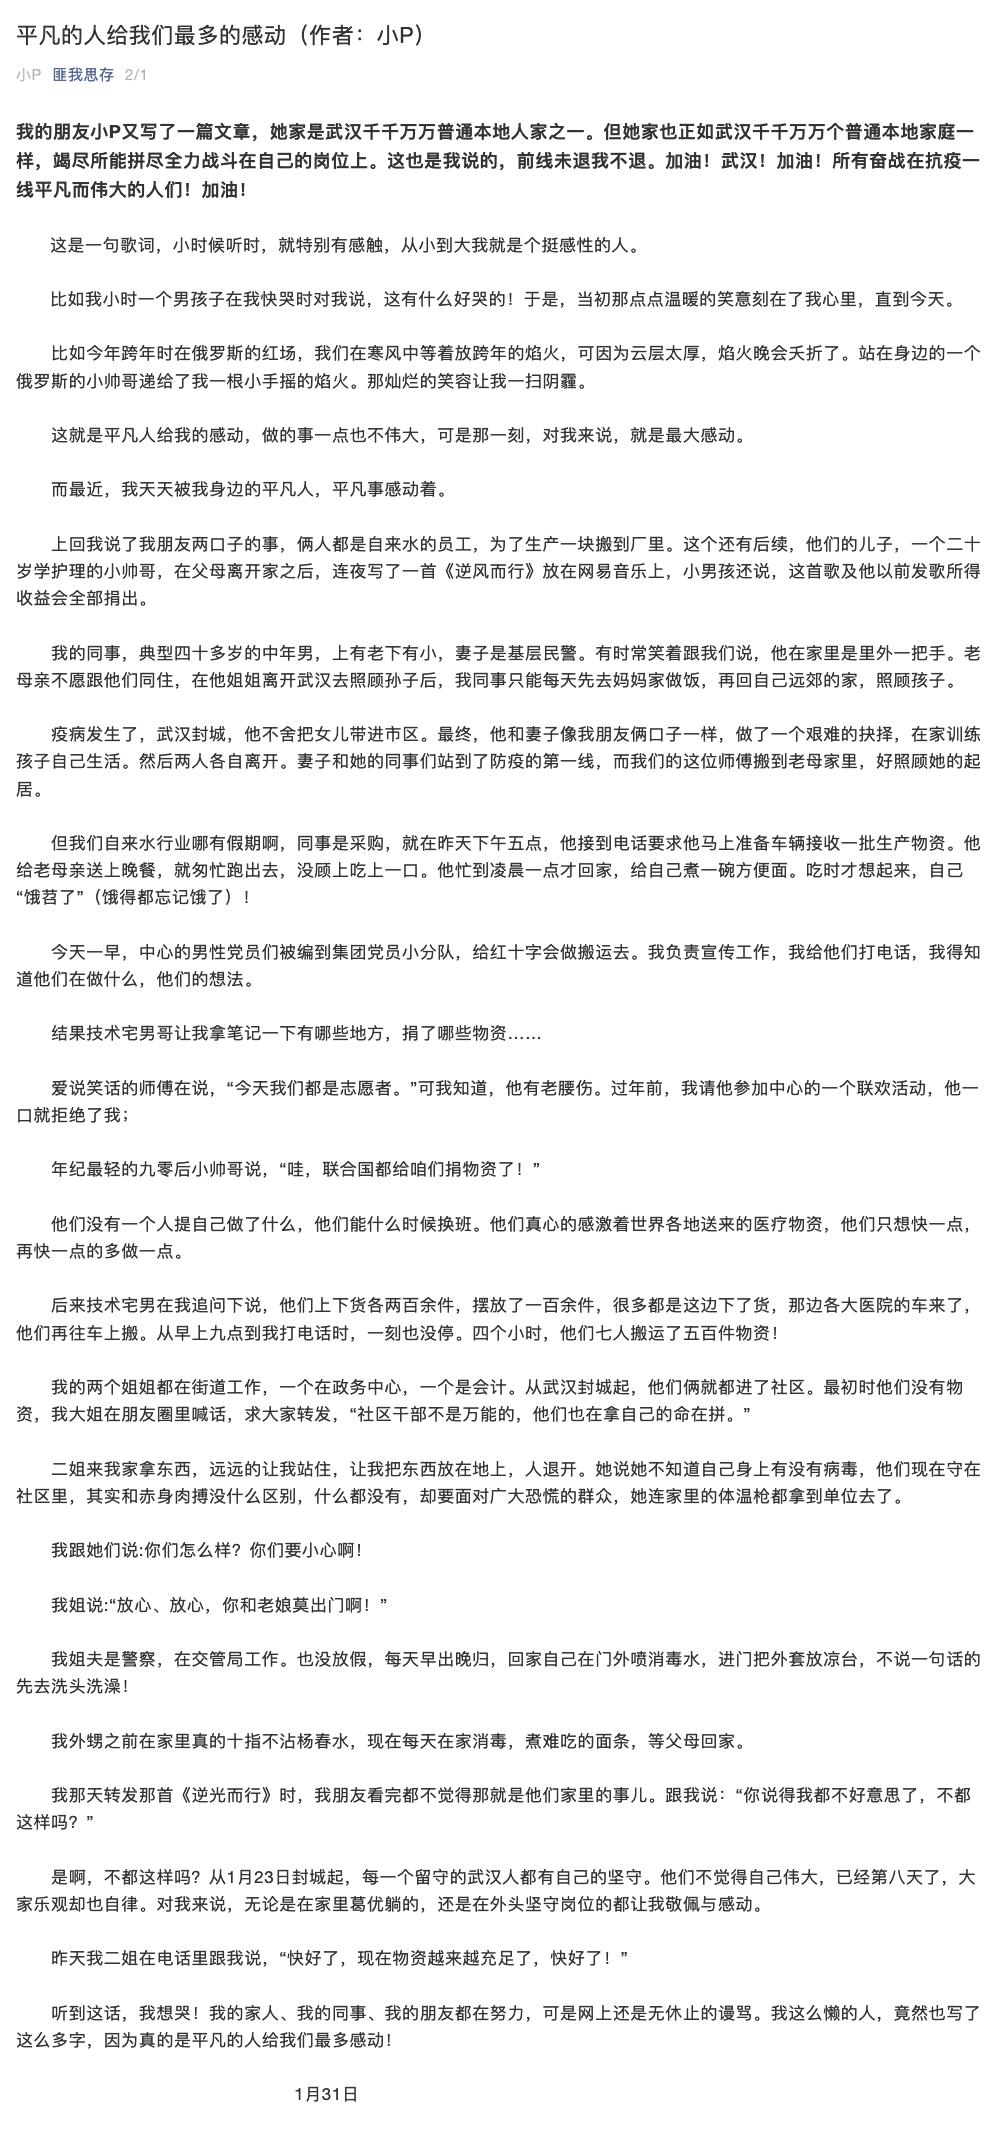 平凡的人给我们最多的感动（作者：小P）
小P 匪我思存 2/1
我的朋友小P又写了一篇文章，她家是武汉千千万万普通本地人家之一。但她家也正如武汉千千万万个普通本地家庭一
样，竭尽所能拼尽全力战斗在自己的岗位上。这也是我说的，前线未退我不退。加油！武汉！加油！所有奋战在抗疫一
线平凡而伟大的人们！加油！
这是一句歌词，小时候听时，就特别有感触，从小到大我就是个挺感性的人。
比如我小时一个男孩子在我快哭时对我说，这有什么好哭的！于是，当初那点点温暖的笑意刻在了我心里，直到今天。
比如今年跨年时在俄罗斯的红场，我们在寒风中等着放跨年的焰火，可因为云层太厚，焰火晚会夭折了。站在身边的一个
俄罗斯的小帅哥递给了我一根小手摇的焰火。那灿烂的笑容让我一扫阴霾。
这就是平凡人给我的感动，做的事一点也不伟大，可是那一刻，对我来说，就是最大感动。
而最近，我天天被我身边的平凡人，平凡事感动着。
上回我说了我朋友两口子的事，俩人都是自来水的员工，为了生产一块搬到厂里。这个还有后续，他们的儿子，一个二十
岁学护理的小帅哥，在父母离开家之后，连夜写了一首《逆风而行》放在网易音乐上，小男孩还说，这首歌及他以前发歌所得
收益会全部捐出。
我的同事，典型四十多岁的中年男，上有老下有小，妻子是基层民警。有时常笑着跟我们说，他在家里是里外一把手。老
母亲不愿跟他们同住，在他姐姐离开武汉去照顾孙子后，我同事只能每天先去妈妈家做饭，再回自己远郊的家，照顾孩子。
疫病发生了，武汉封城，他不舍把女儿带进市区。最终，他和妻子像我朋友俩口子一样，做了一个艰难的抉择，在家训练
孩子自己生活。然后两人各自离开。妻子和她的同事们站到了防疫的第一线，而我们的这位师傅搬到老母家里，好照顾她的起
居。
但我们自来水行业哪有假期啊，同事是采购，就在昨天下午五点，他接到电话要求他马上准备车辆接收一批生产物资。他
给老母亲送上晚餐，就匆忙跑出去，没顾上吃上一口。他忙到凌晨一点才回家，给自己煮一碗方便面。吃时才想起来，自己
“饿苕了”（饿得都忘记饿了）！
今天一早，中心的男性党员们被编到集团党员小分队，给红十字会做搬运去。我负责宣传工作，我给他们打电话，我得知
道他们在做什么，他们的想法。
结果技术宅男哥让我拿笔记一下有哪些地方，捐了哪些物资……
爱说笑话的师傅在说，“今天我们都是志愿者。”可我知道，他有老腰伤。过年前，我请他参加中心的一个联欢活动，他一
口就拒绝了我；
年纪最轻的九零后小帅哥说，“哇，联合国都给咱们捐物资了！”
他们没有一个人提自己做了什么，他们能什么时候换班。他们真心的感激着世界各地送来的医疗物资，他们只想快一点，
再快一点的多做一点。
后来技术宅男在我追问下说，他们上下货各两百余件，摆放了一百余件，很多都是这边下了货，那边各大医院的车来了，
他们再往车上搬。从早上九点到我打电话时，一刻也没停。四个小时，他们七人搬运了五百件物资！
我的两个姐姐都在街道工作，一个在政务中心，一个是会计。从武汉封城起，他们俩就都进了社区。最初时他们没有物
资，我大姐在朋友圈里喊话，求大家转发，“社区干部不是万能的，他们也在拿自己的命在拼。”
二姐来我家拿东西，远远的让我站住，让我把东西放在地上，人退开。她说她不知道自己身上有没有病毒，他们现在守在
社区里，其实和赤身肉搏没什么区别，什么都没有，却要面对广大恐慌的群众，她连家里的体温枪都拿到单位去了。
我跟她们说:你们怎么样？你们要小心啊！
我姐说:“放心、放心，你和老娘莫出门啊！”
我姐夫是警察，在交管局工作。也没放假，每天早出晚归，回家自己在门外喷消毒水，进门把外套放凉台，不说一句话的
先去洗头洗澡！
我外甥之前在家里真的十指不沾杨春水，现在每天在家消毒，煮难吃的面条，等父母回家。
我那天转发那首《逆光而行》时，我朋友看完都不觉得那就是他们家里的事儿。跟我说：“你说得我都不好意思了，不都
这样吗？”
是啊，不都这样吗？从1月23日封城起，每一个留守的武汉人都有自己的坚守。他们不觉得自己伟大，已经第八天了，大
家乐观却也自律。对我来说，无论是在家里葛优躺的，还是在外头坚守岗位的都让我敬佩与感动。
昨天我二姐在电话里跟我说，“快好了，现在物资越来越充足了，快好了！”
听到这话，我想哭！我的家人、我的同事、我的朋友都在努力，可是网上还是无休止的谩骂。我这么懒的人，竟然也写了
这么多字，因为真的是平凡的人给我们最多感动！
1月31日